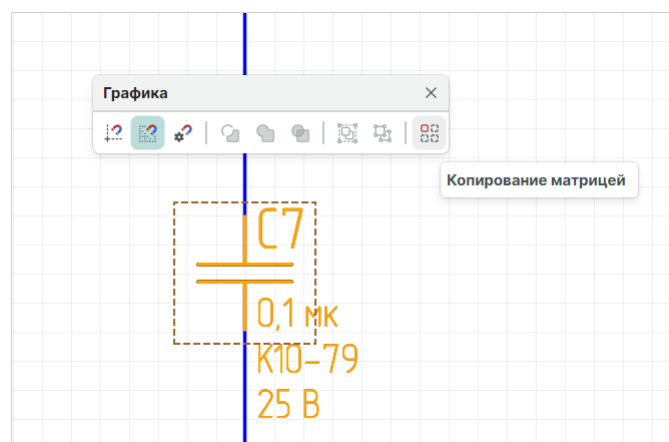 Графика
Копирование матрицей
C7
0,1 мк
К10-79
25 В